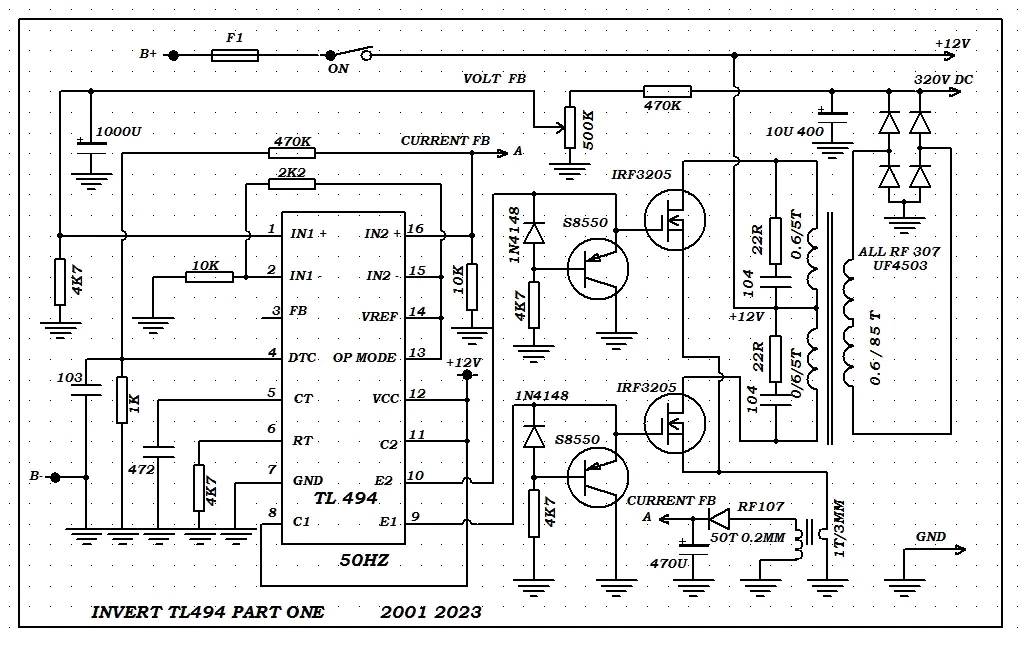 F1
B+
ON
+12V
VOLT FB
320V DC
1000U
470K
CURRENT FB
A
470K
500K
10U 400
2K2
IRF3205
1N4148
S8550
1 IN1 + IN2 + 16
10K
2 IN1 - IN2 - 15
4K7
10K
3 FB VREF 14
4K7
22R
0.6/5T
104
ALL RF 307
UF4503
+12V
4 DTC OP MODE 13
+12V
103
1K
5 CT VCC 12
IRF3205
1N4148
22R
0/6/5T
104
0.6 / 85 T
6 RT C2 11
S8550
472
4K7
7 GND E2 10
B-
TL 494
4K7
8 C1 E1 9
CURRENT FB
A
RF107
50T 0.2MM
1T/3MM
470U
GND
50HZ
INVERT TL494 PART ONE 2001 2023